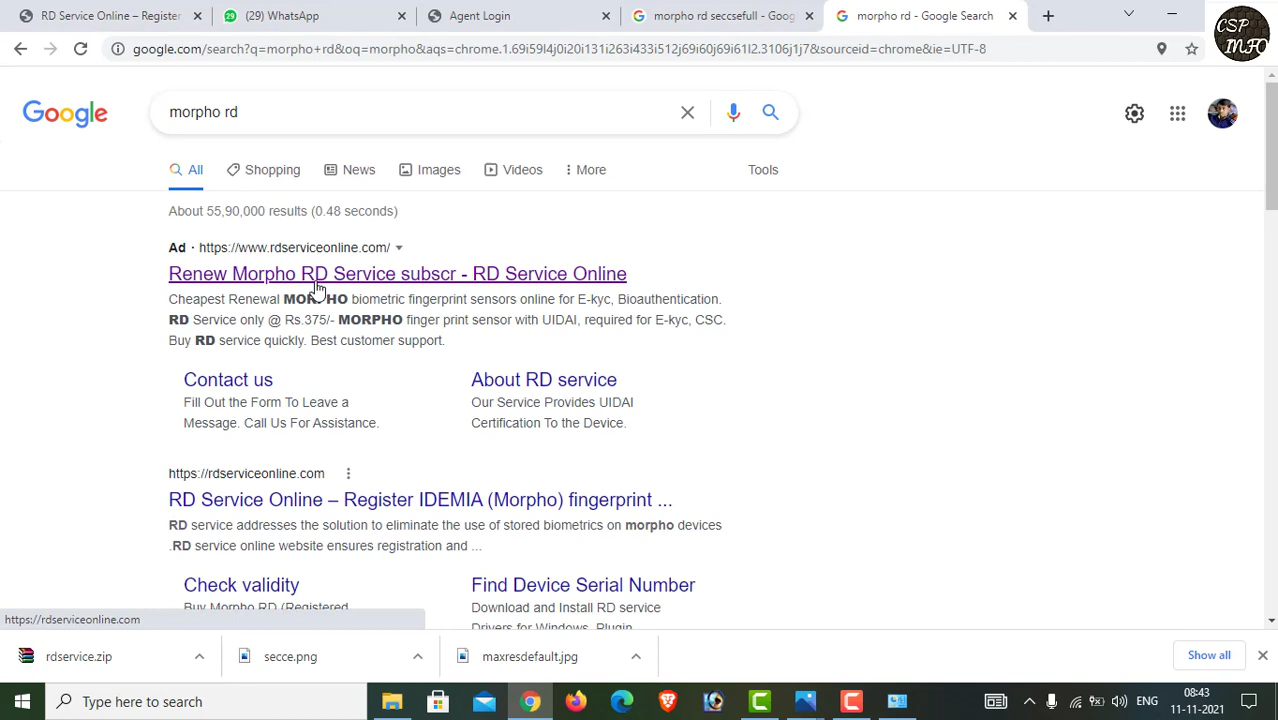 RD Service Online – Register
(29) WhatsApp
Agent Login
morpho rd seccsefull - Goog
morpho rd - Google Search
google.com/search?q=morpho+rd&oq=morpho&aqs=chrome.1.69i59l4j0i20i131i263i433i512j69i60j69i61l2.3106j1j7&sourceid=chrome&ie=UTF-8
CSP INFO
Google
morpho rd
All
Shopping
News
Images
Videos
More
Tools
About 55,90,000 results (0.48 seconds)
Ad · https://www.rdserviceonline.com/
Renew Morpho RD Service subscr - RD Service Online
Cheapest Renewal MORPHO biometric fingerprint sensors online for E-kyc, Bioauthentication.
RD Service only @ Rs.375/- MORPHO finger print sensor with UIDAI, required for E-kyc, CSC.
Buy RD service quickly. Best customer support.
Contact us
Fill Out the Form To Leave a
Message. Call Us For Assistance.
About RD service
Our Service Provides UIDAI
Certification To the Device.
https://rdserviceonline.com
RD Service Online – Register IDEMIA (Morpho) fingerprint ...
RD service addresses the solution to eliminate the use of stored biometrics on morpho devices
.RD service online website ensures registration and ...
Check validity
Buy Morpho RD (Registered
Find Device Serial Number
Download and Install RD service
Drivers for Windows. Plugin
https://rdserviceonline.com
rdservice.zip
secce.png
maxresdefault.jpg
Show all
Type here to search
ENG
08:43
11-11-2021